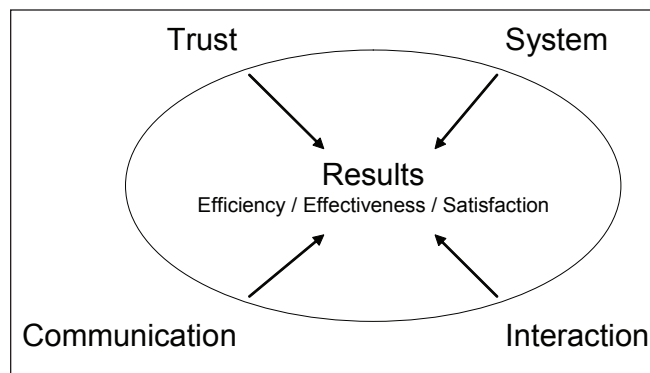 Trust
System
Results
Efficiency / Effectiveness / Satisfaction
Communication
Interaction